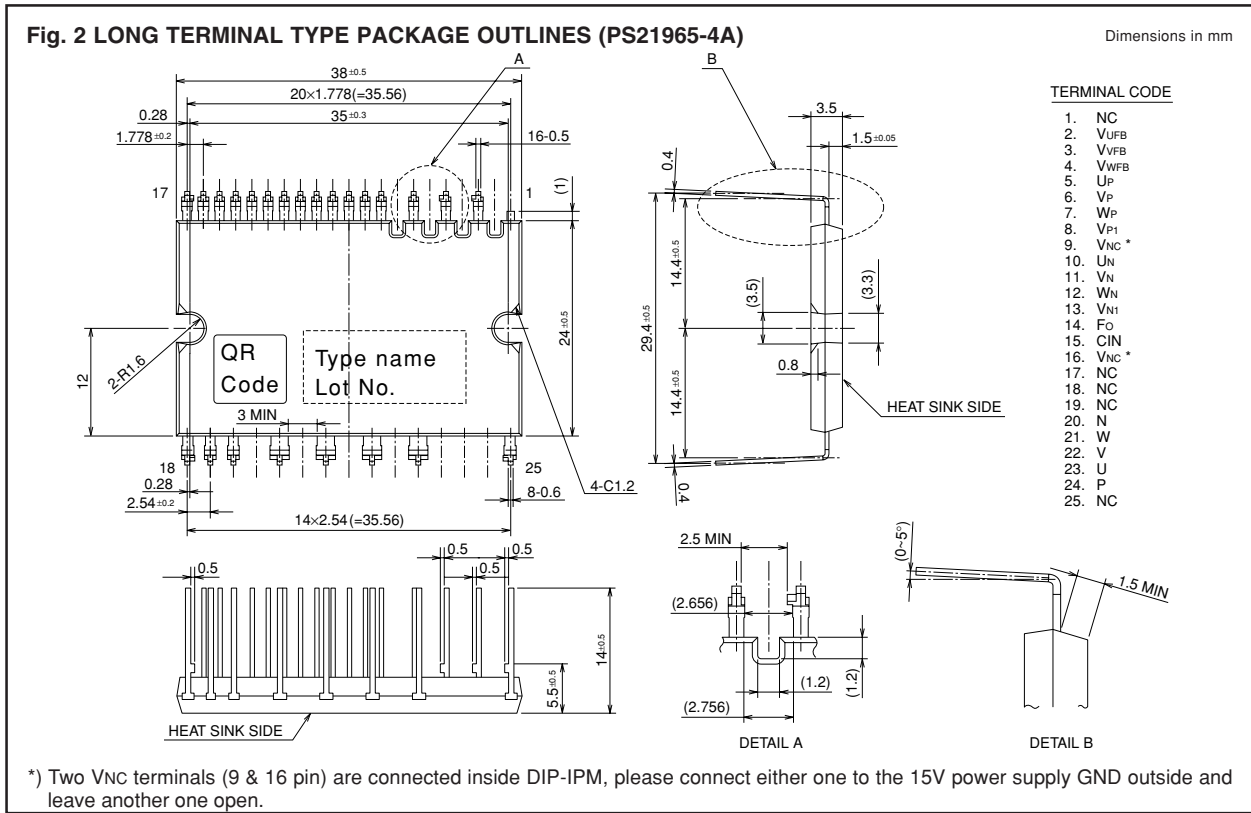 Fig. 2 LONG TERMINAL TYPE PACKAGE OUTLINES (PS21965-4A)
Dimensions in mm
A
B
38±0.5
20×1.778(=35.56)
0.28
35±0.3
1.778±0.2
16-0.5
17
1
(1)
24±0.5
12
2-R1.6
QR
Code
Type name
Lot No.
3 MIN
18
25
0.28
2.54±0.2
4-C1.2
8-0.6
14×2.54(=35.56)
3.5
1.5±0.05
0.4
14.4±0.5
29.4±0.5
14.4±0.5
(3.5)
(3.3)
0.8
HEAT SINK SIDE
0.4
TERMINAL CODE
1. NC
2. VUFB
3. VVFB
4. VWFB
5. UP
6. VP
7. WP
8. VP1
9. VNC *
10. UN
11. VN
12. WN
13. VN1
14. FO
15. CIN
16. VNC *
17. NC
18. NC
19. NC
20. N
21. W
22. V
23. U
24. P
25. NC
0.5
0.5
0.5
0.5
14±0.5
5.5±0.5
HEAT SINK SIDE
2.5 MIN
(2.656)
(1.2)
(1.2)
(2.756)
DETAIL A
(0~5°)
1.5 MIN
DETAIL B
*) Two VNC terminals (9 & 16 pin) are connected inside DIP-IPM, please connect either one to the 15V power supply GND outside and
leave another one open.